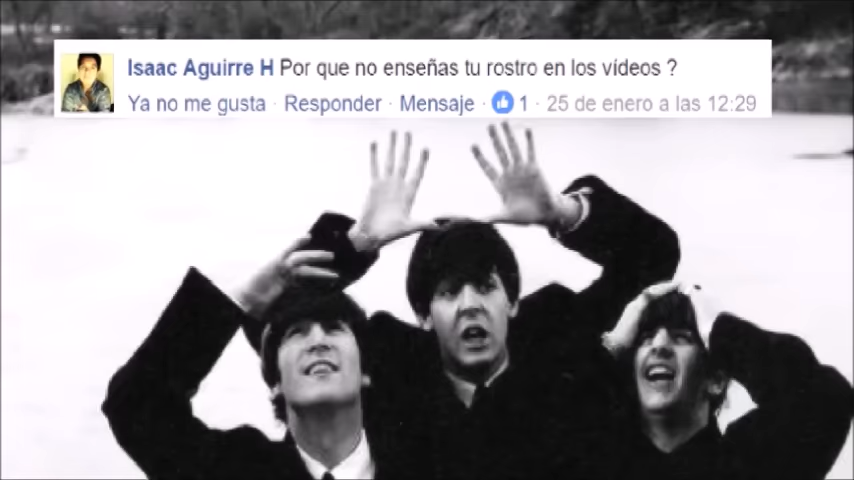 Isaac Aguirre H Por que no enseñas tu rostro en los vídeos ?
Ya no me gusta · Responder · Mensaje · 1 · 25 de enero a las 12:29